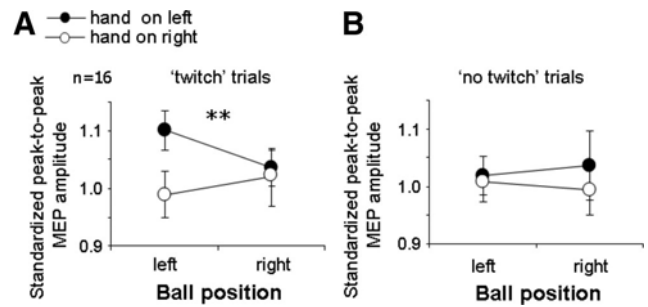 A
hand on left
hand on right
n=16
'twitch' trials
Standardized peak-to-peak
MEP amplitude
**
1.1
1.0
0.9
left
right
Ball position
B
'no twitch' trials
Standardized peak-to-peak
MEP amplitude
1.1
1.0
0.9
left
right
Ball position